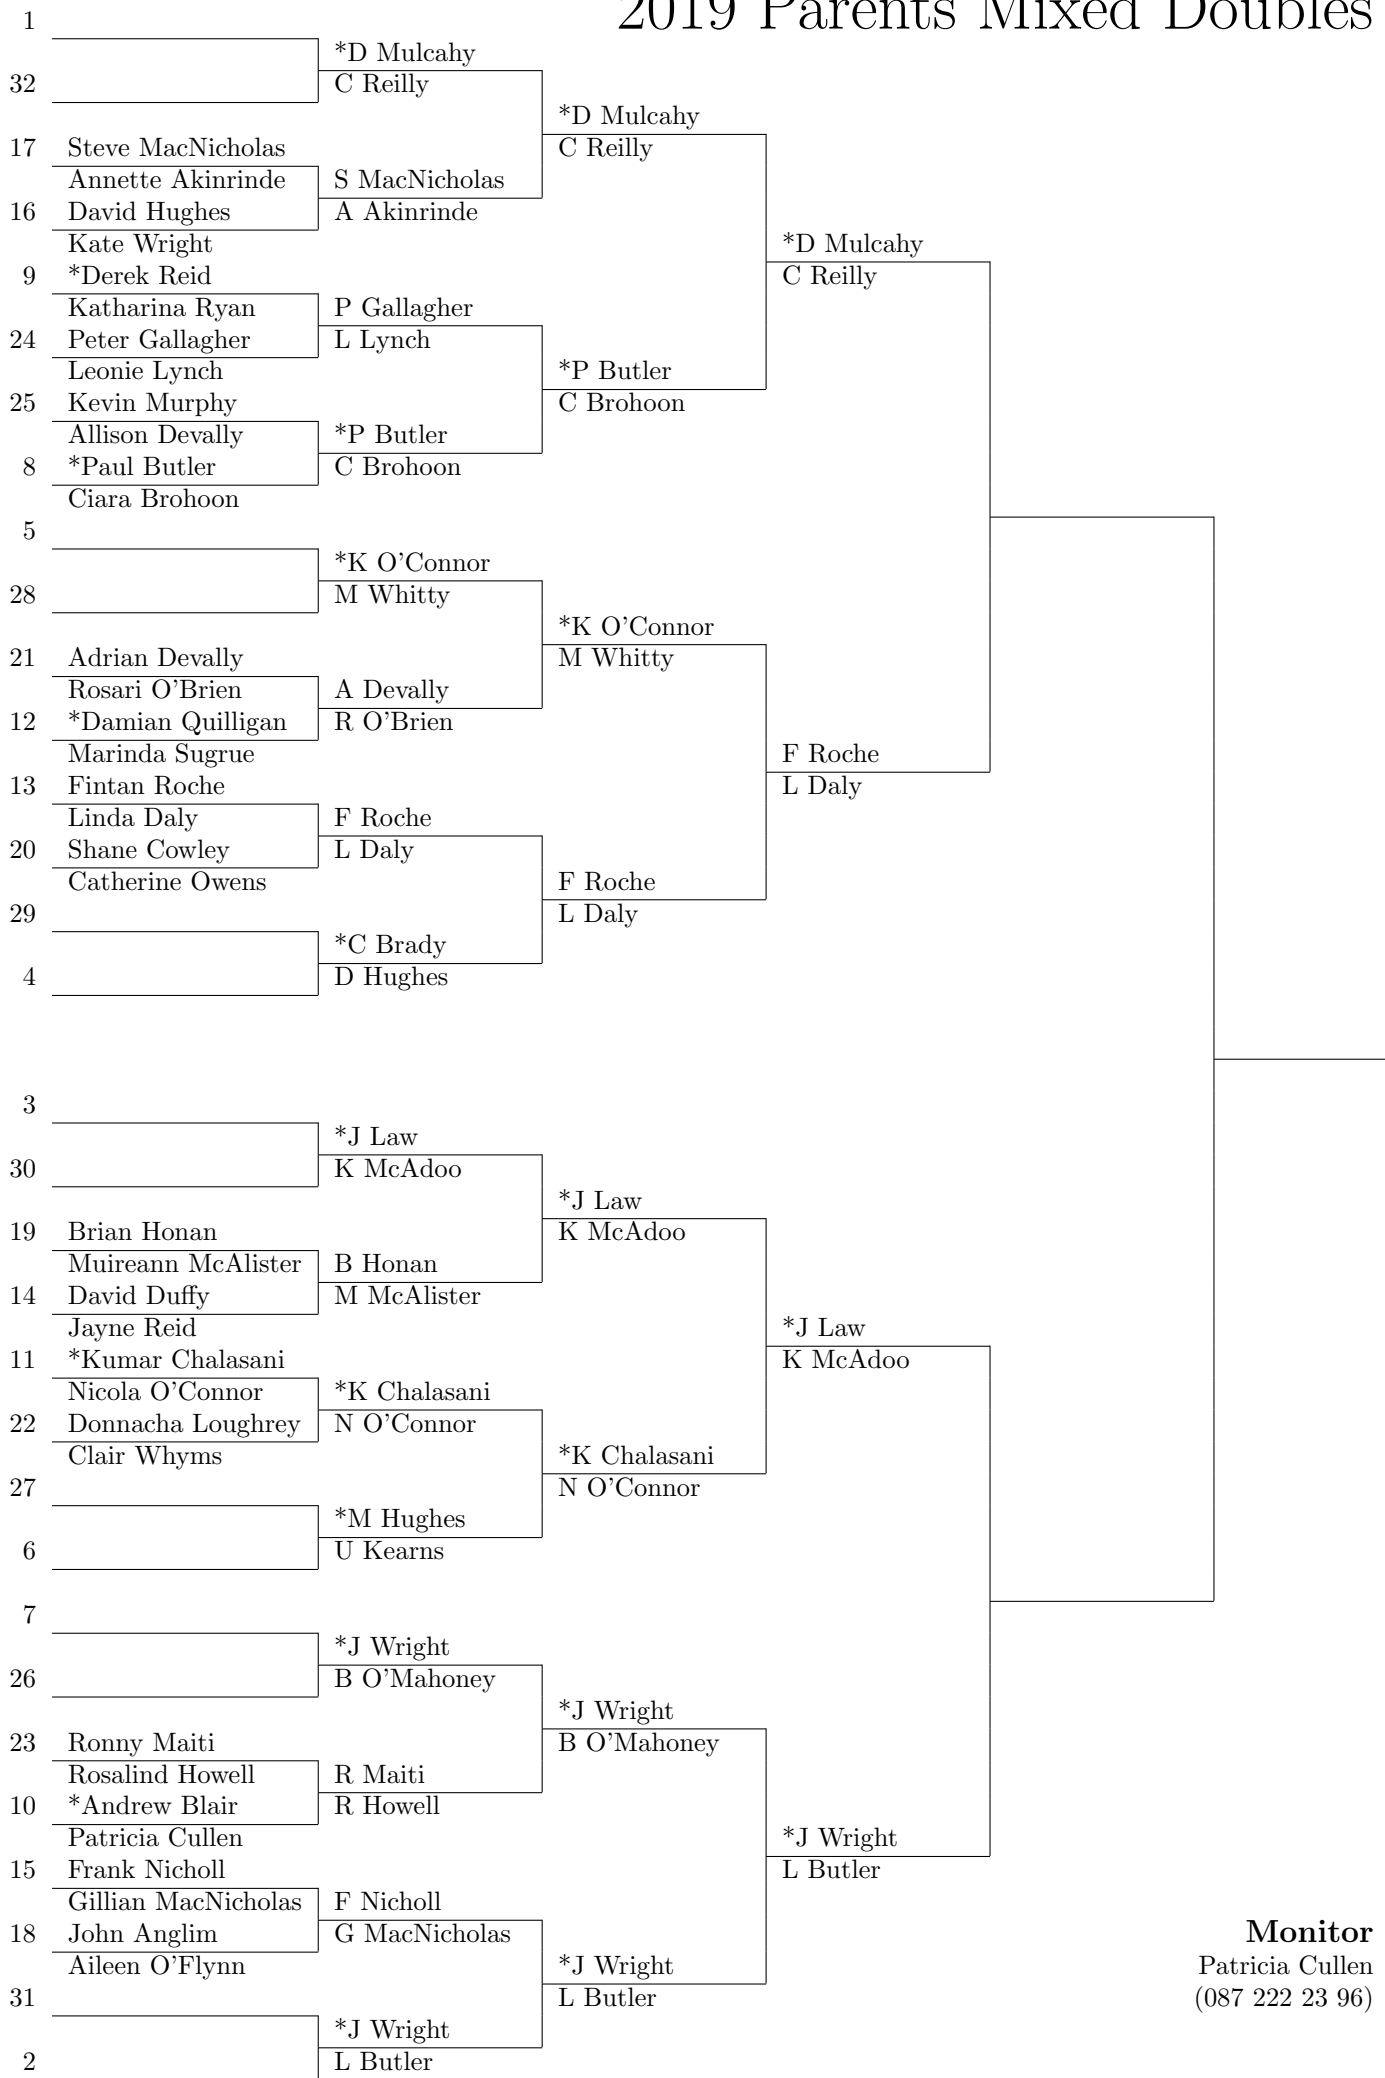 2019 Parents Mixed Doubles
1
*D Mulcahy
32
C Reilly
*D Mulcahy
17 Steve MacNicholas
C Reilly
Annette Akinrinde
S MacNicholas
16 David Hughes
A Akinrinde
Kate Wright
*D Mulcahy
9 *Derek Reid
C Reilly
Katharina Ryan
P Gallagher
24 Peter Gallagher
L Lynch
Leonie Lynch
*P Butler
25 Kevin Murphy
C Brohoon
Allison Devally
*P Butler
8 *Paul Butler
C Brohoon
Ciara Brohoon
5
*K O'Connor
28
M Whitty
*K O'Connor
21 Adrian Devally
M Whitty
Rosari O'Brien
A Devally
12 *Damian Quilligan
R O'Brien
Marinda Sugrue
F Roche
13 Fintan Roche
L Daly
Linda Daly
F Roche
20 Shane Cowley
L Daly
Catherine Owens
F Roche
29
L Daly
*C Brady
4
D Hughes
3
*J Law
30
K McAdoo
*J Law
19 Brian Honan
K McAdoo
Muireann McAlister
B Honan
14 David Duffy
M McAlister
Jayne Reid
*J Law
11 *Kumar Chalasani
K McAdoo
Nicola O'Connor
*K Chalasani
22 Donnacha Loughrey
N O'Connor
Clair Whyms
*K Chalasani
27
N O'Connor
*M Hughes
6
U Kearns
7
*J Wright
26
B O'Mahoney
*J Wright
23 Ronny Maiti
B O'Mahoney
Rosalind Howell
R Maiti
10 *Andrew Blair
R Howell
Patricia Cullen
*J Wright
15 Frank Nicholl
L Butler
Gillian MacNicholas
F Nicholl
18 John Anglim
G MacNicholas
Aileen O'Flynn
*J Wright
31
L Butler
*J Wright
2
L Butler
Monitor
Patricia Cullen
(087 222 23 96)